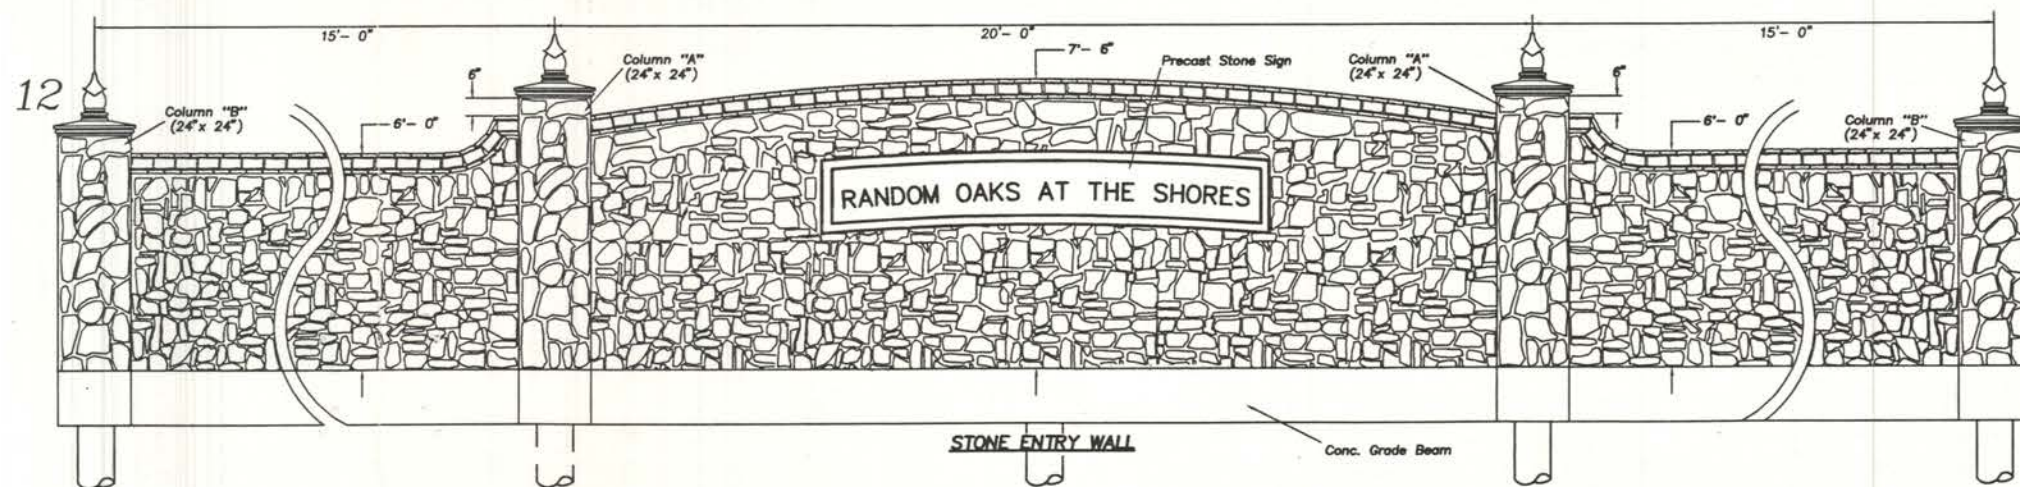 15'- 0"
20'- 0"
15'- 0"
12
Column "B"
(24"x 24")
6'- 0"
6"
Column "A"
(24"x 24")
7'- 6"
Precast Stone Sign
Column "A"
(24"x 24")
6"
6'- 0"
Column "B"
(24"x 24")
RANDOM OAKS AT THE SHORES
STONE ENTRY WALL
Conc. Grade Beam